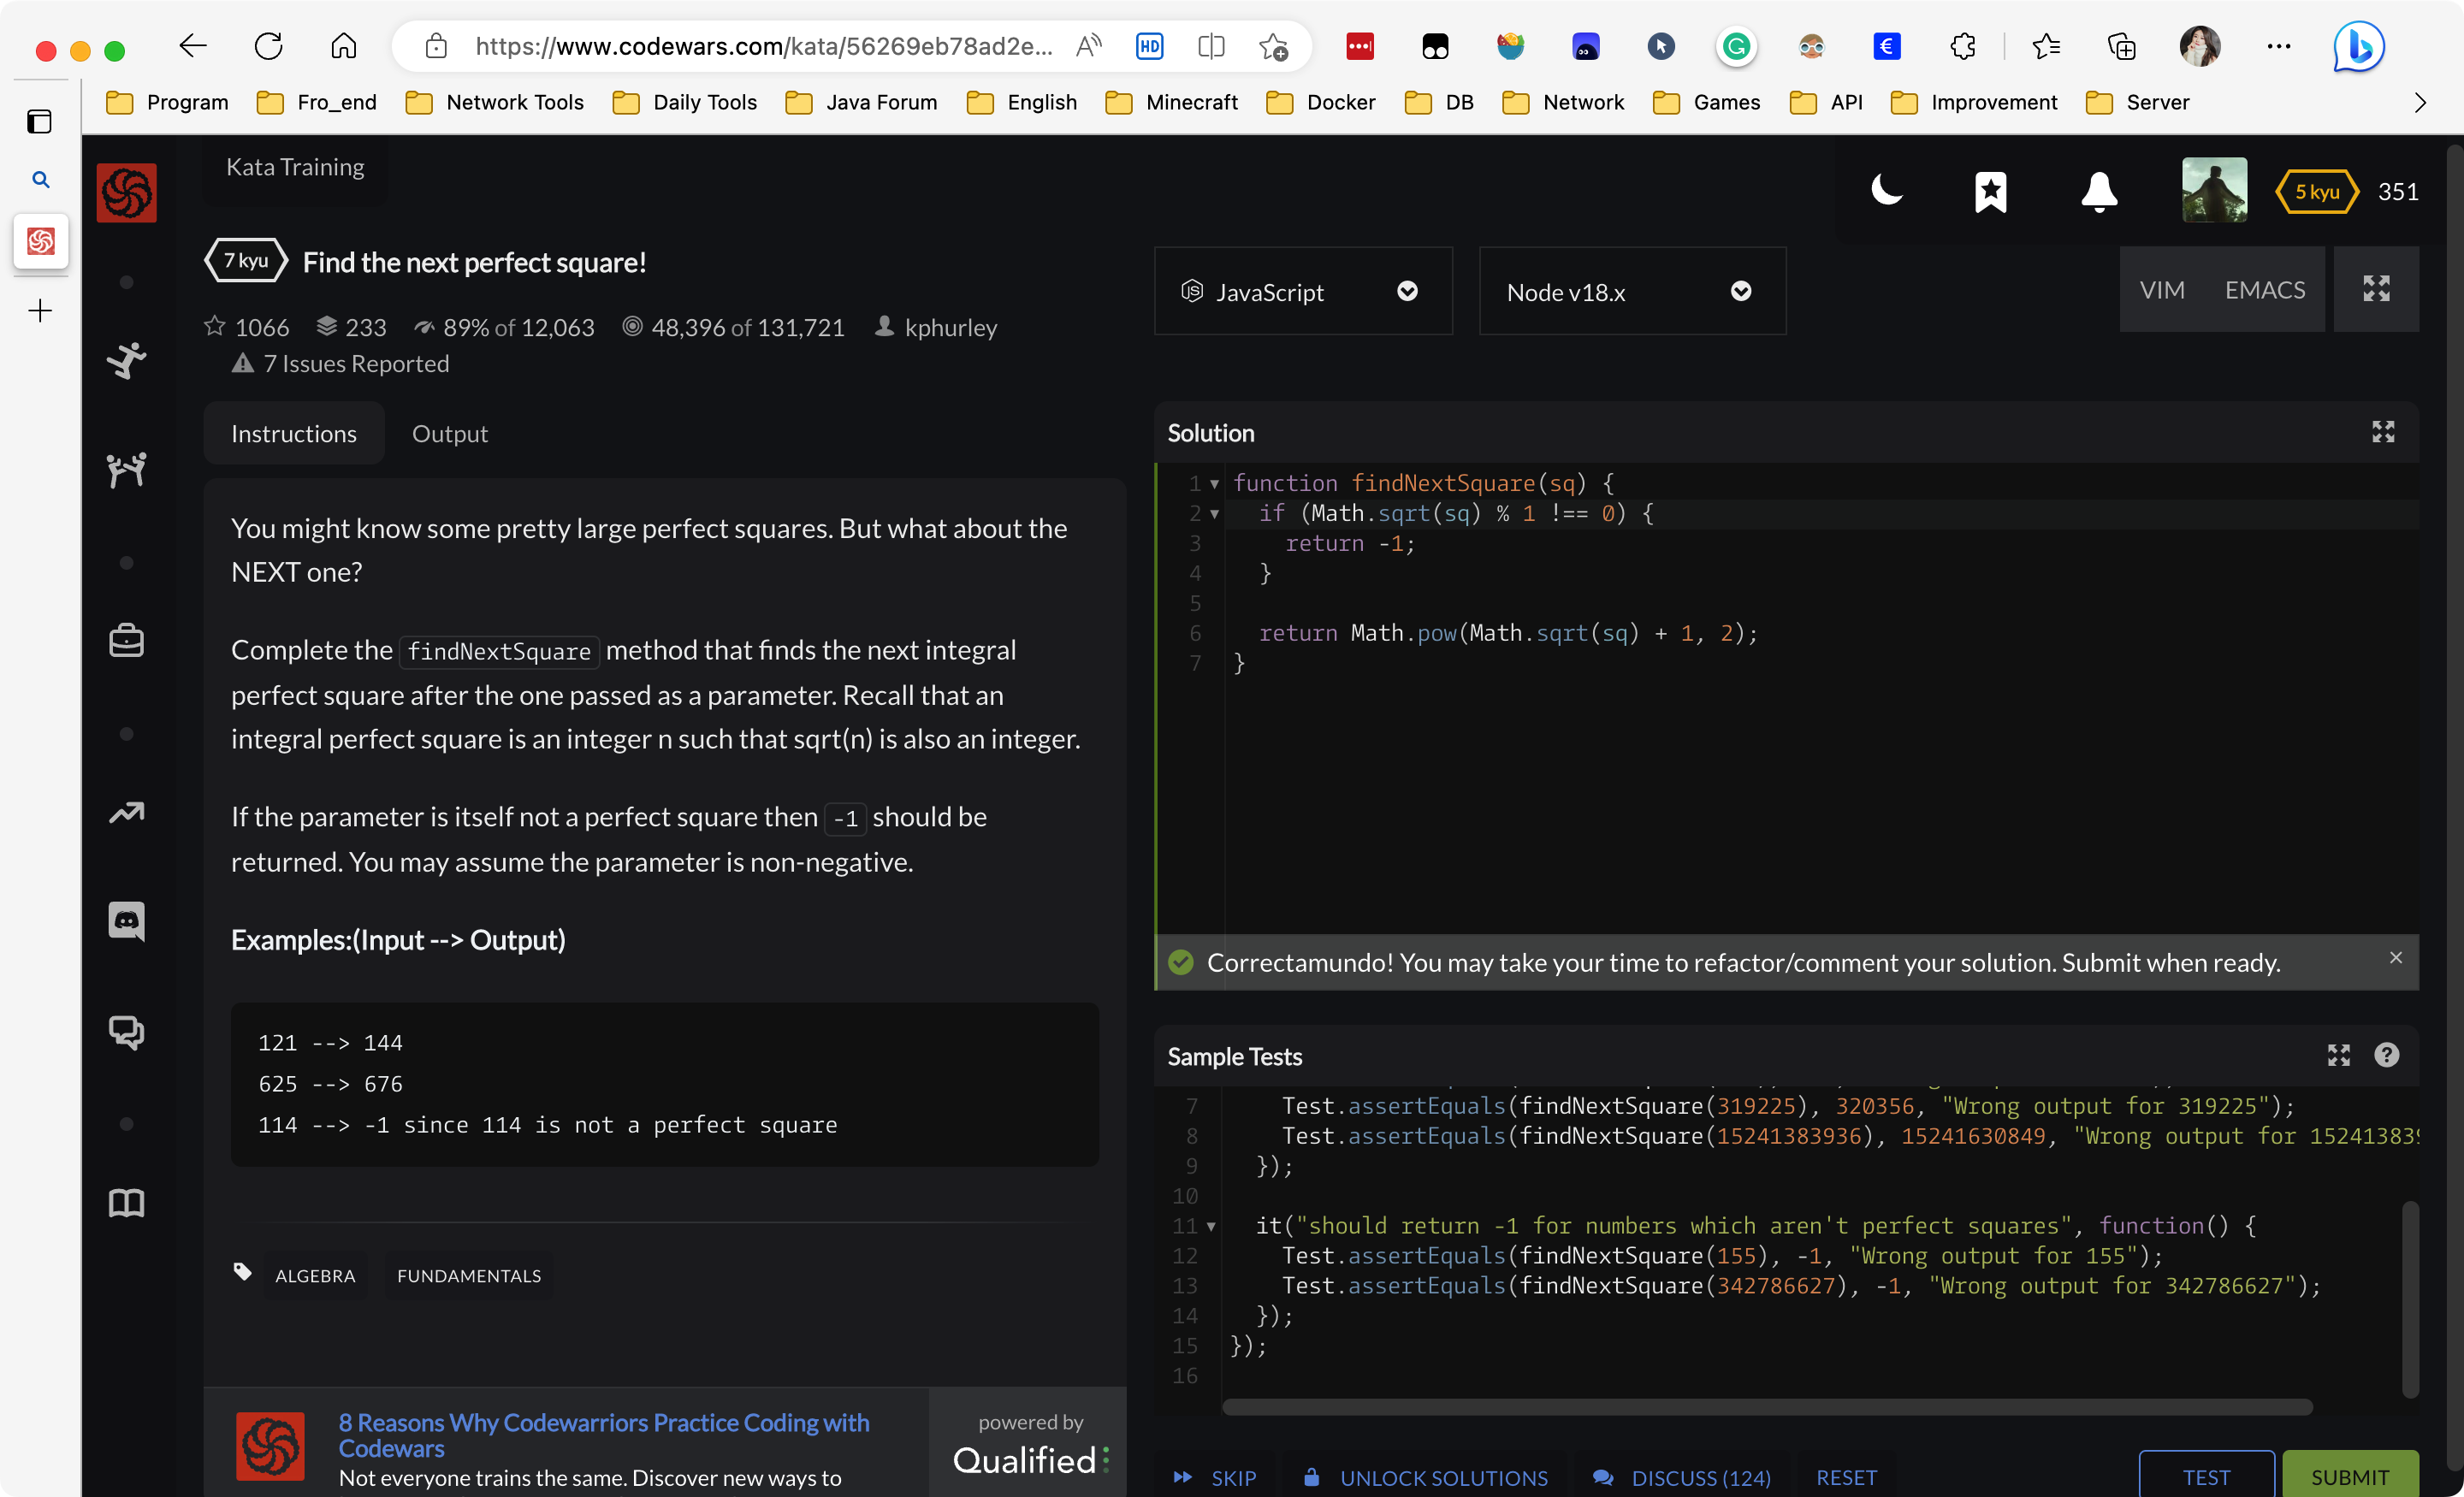 https://www.codewars.com/kata/56269eb78ad2e...
HD
Program Fro_end Network Tools Daily Tools Java Forum English Minecraft Docker DB Network Games API Improvement Server
Kata Training
5 kyu 351
7 kyu Find the next perfect square!
1066 233 89% of 12,063 48,396 of 131,721 kphurley
7 Issues Reported
JavaScript Node v18.x VIM EMACS
Instructions Output
You might know some pretty large perfect squares. But what about the
NEXT one?
Complete the findNextSquare method that finds the next integral
perfect square after the one passed as a parameter. Recall that an
integral perfect square is an integer n such that sqrt(n) is also an integer.
If the parameter is itself not a perfect square then -1 should be
returned. You may assume the parameter is non-negative.
Examples:(Input --> Output)
121 --> 144
625 --> 676
114 --> -1 since 114 is not a perfect square
ALGEBRA FUNDAMENTALS
8 Reasons Why Codewarriors Practice Coding with
Codewars
Not everyone trains the same. Discover new ways to
powered by
Qualified
Solution
1 function findNextSquare(sq) {
2 if (Math.sqrt(sq) % 1 !== 0) {
3 return -1;
4 }
5
6 return Math.pow(Math.sqrt(sq) + 1, 2);
7 }
Correctamundo! You may take your time to refactor/comment your solution. Submit when ready.
Sample Tests
7 Test.assertEquals(findNextSquare(319225), 320356, "Wrong output for 319225");
8 Test.assertEquals(findNextSquare(15241383936), 15241630849, "Wrong output for 152413839
9 });
10
11 it("should return -1 for numbers which aren't perfect squares", function() {
12 Test.assertEquals(findNextSquare(155), -1, "Wrong output for 155");
13 Test.assertEquals(findNextSquare(342786627), -1, "Wrong output for 342786627");
14 });
15 });
16
SKIP UNLOCK SOLUTIONS DISCUSS (124) RESET TEST SUBMIT